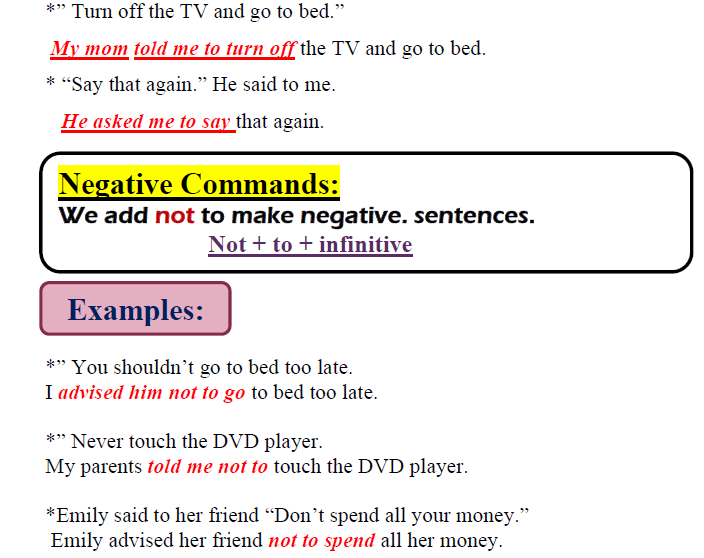 *” Turn off the TV and go to bed.”
My mom told me to turn off the TV and go to bed.
* “Say that again.” He said to me.
He asked me to say that again.
Negative Commands:
We add not to make negative. sentences.
Not + to + infinitive
Examples:
*” You shouldn’t go to bed too late.
I advised him not to go to bed too late.
*” Never touch the DVD player.
My parents told me not to touch the DVD player.
*Emily said to her friend “Don’t spend all your money.”
Emily advised her friend not to spend all her money.